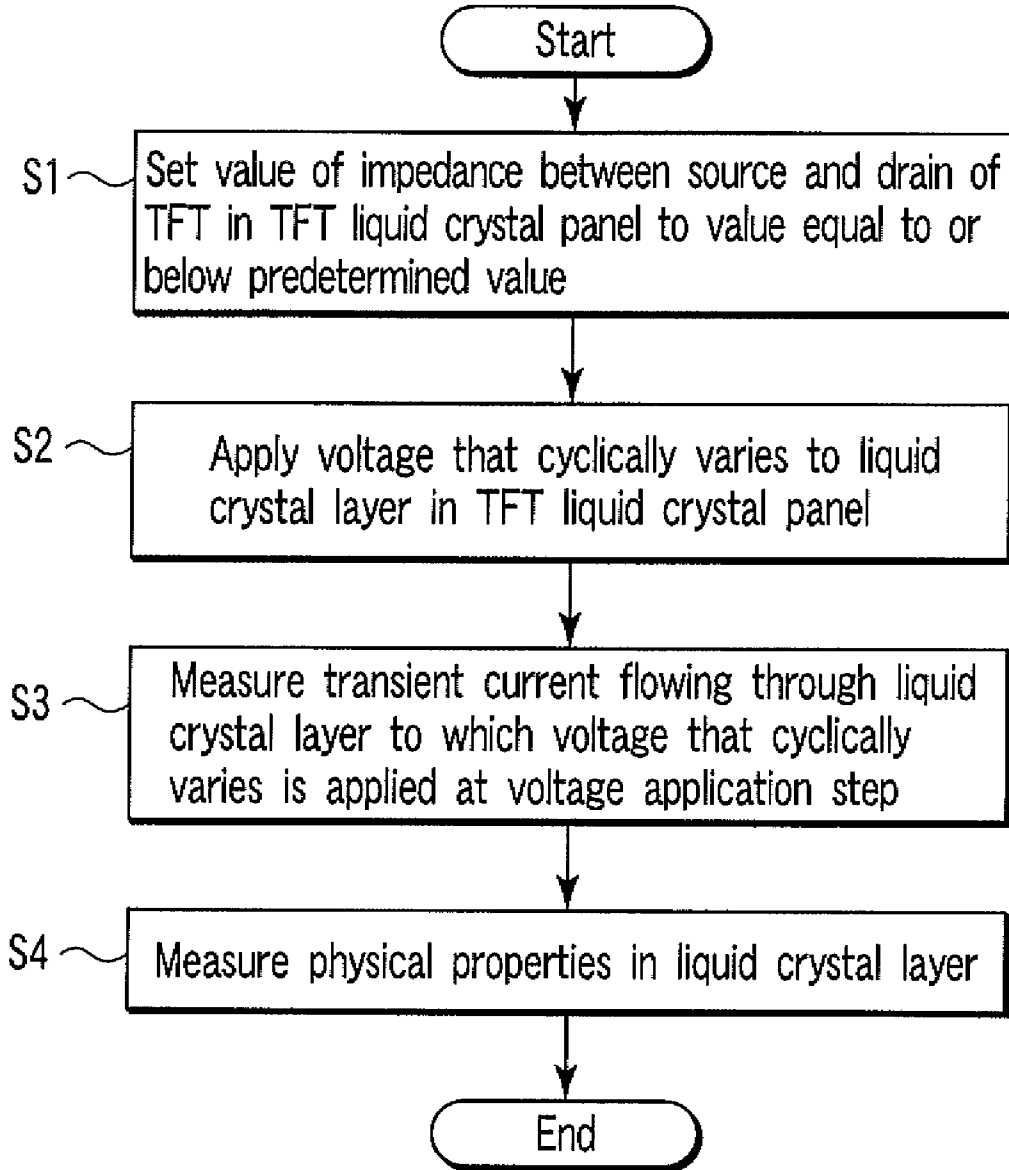 Start
S1
Set value of impedance between source and drain of
TFT in TFT liquid crystal panel to value equal to or
below predetermined value
S2
Apply voltage that cyclically varies to liquid
crystal layer in TFT liquid crystal panel
S3
Measure transient current flowing through liquid
crystal layer to which voltage that cyclically
varies is applied at voltage application step
S4
Measure physical properties in liquid crystal layer
End